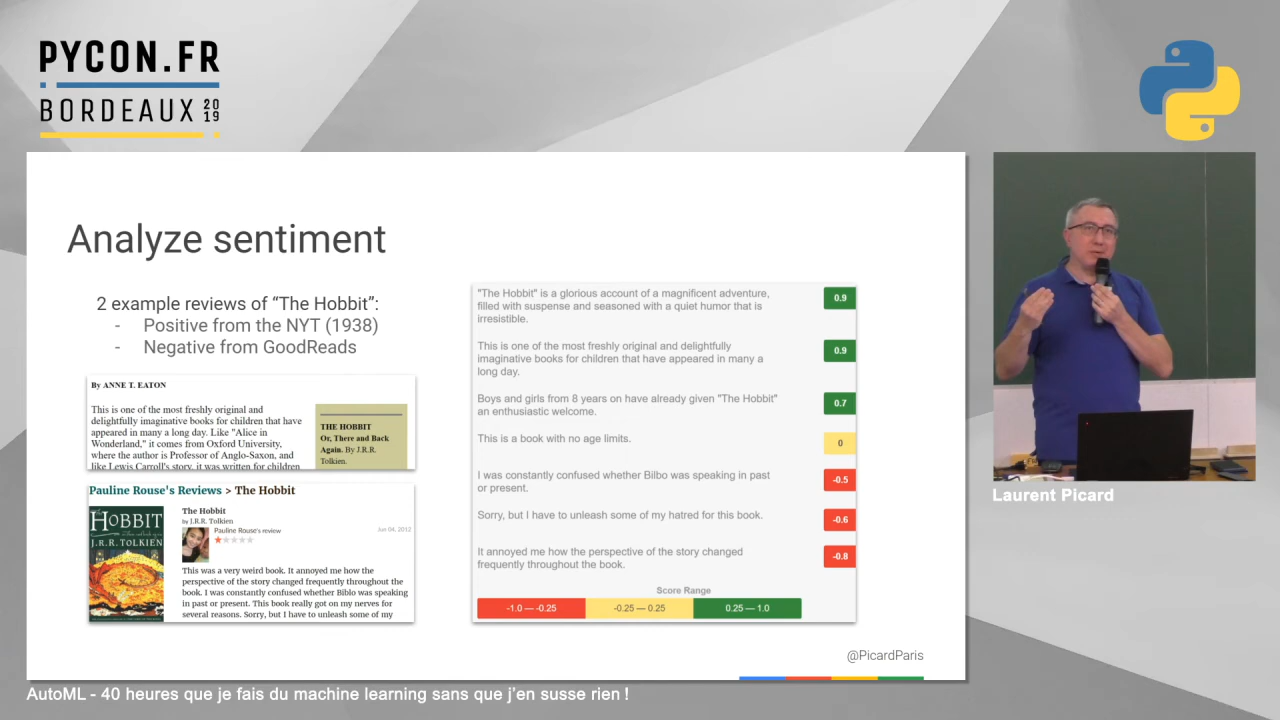 PYCON.FR
BORDEAUX 2019
Analyze sentiment
2 example reviews of “The Hobbit”:
- Positive from the NYT (1938)
- Negative from GoodReads
By ANNE T. EATON
This is one of the most freshly original and
delightfully imaginative books for children that have
appeared in many a long day. Like "Alice in
Wonderland," it comes from Oxford University,
where the author is Professor of Anglo-Saxon, and
like Lewis Carroll's story, it was written for children
THE HOBBIT
Or, There and Back
Again. By J.R.R.
Tolkien.
Pauline Rouse's Reviews > The Hobbit
THE
HOBBIT
J.R.R.TOLKIEN
The Hobbit
by J.R.R. Tolkien
Pauline Rouse's review
Jun 04, 2012
This was a very weird book. It annoyed me how the
perspective of the story changed frequently throughout the
book. I was constantly confused whether Biblo was speaking
in past or present. This book really got on my nerves for
several reasons. Sorry, but I have to unleash some of my
"The Hobbit" is a glorious account of a magnificent adventure,
filled with suspense and seasoned with a quiet humor that is
irresistible.
0.9
This is one of the most freshly original and delightfully
imaginative books for children that have appeared in many a
long day.
0.9
Boys and girls from 8 years on have already given "The Hobbit"
an enthusiastic welcome.
0.7
This is a book with no age limits.
0
I was constantly confused whether Bilbo was speaking in past
or present.
-0.5
Sorry, but I have to unleash some of my hatred for this book.
-0.6
It annoyed me how the perspective of the story changed
frequently throughout the book.
-0.8
Score Range
-1.0 — -0.25
-0.25 — 0.25
0.25 — 1.0
@PicardParis
Laurent Picard
AutoML - 40 heures que je fais du machine learning sans que j’en susse rien !